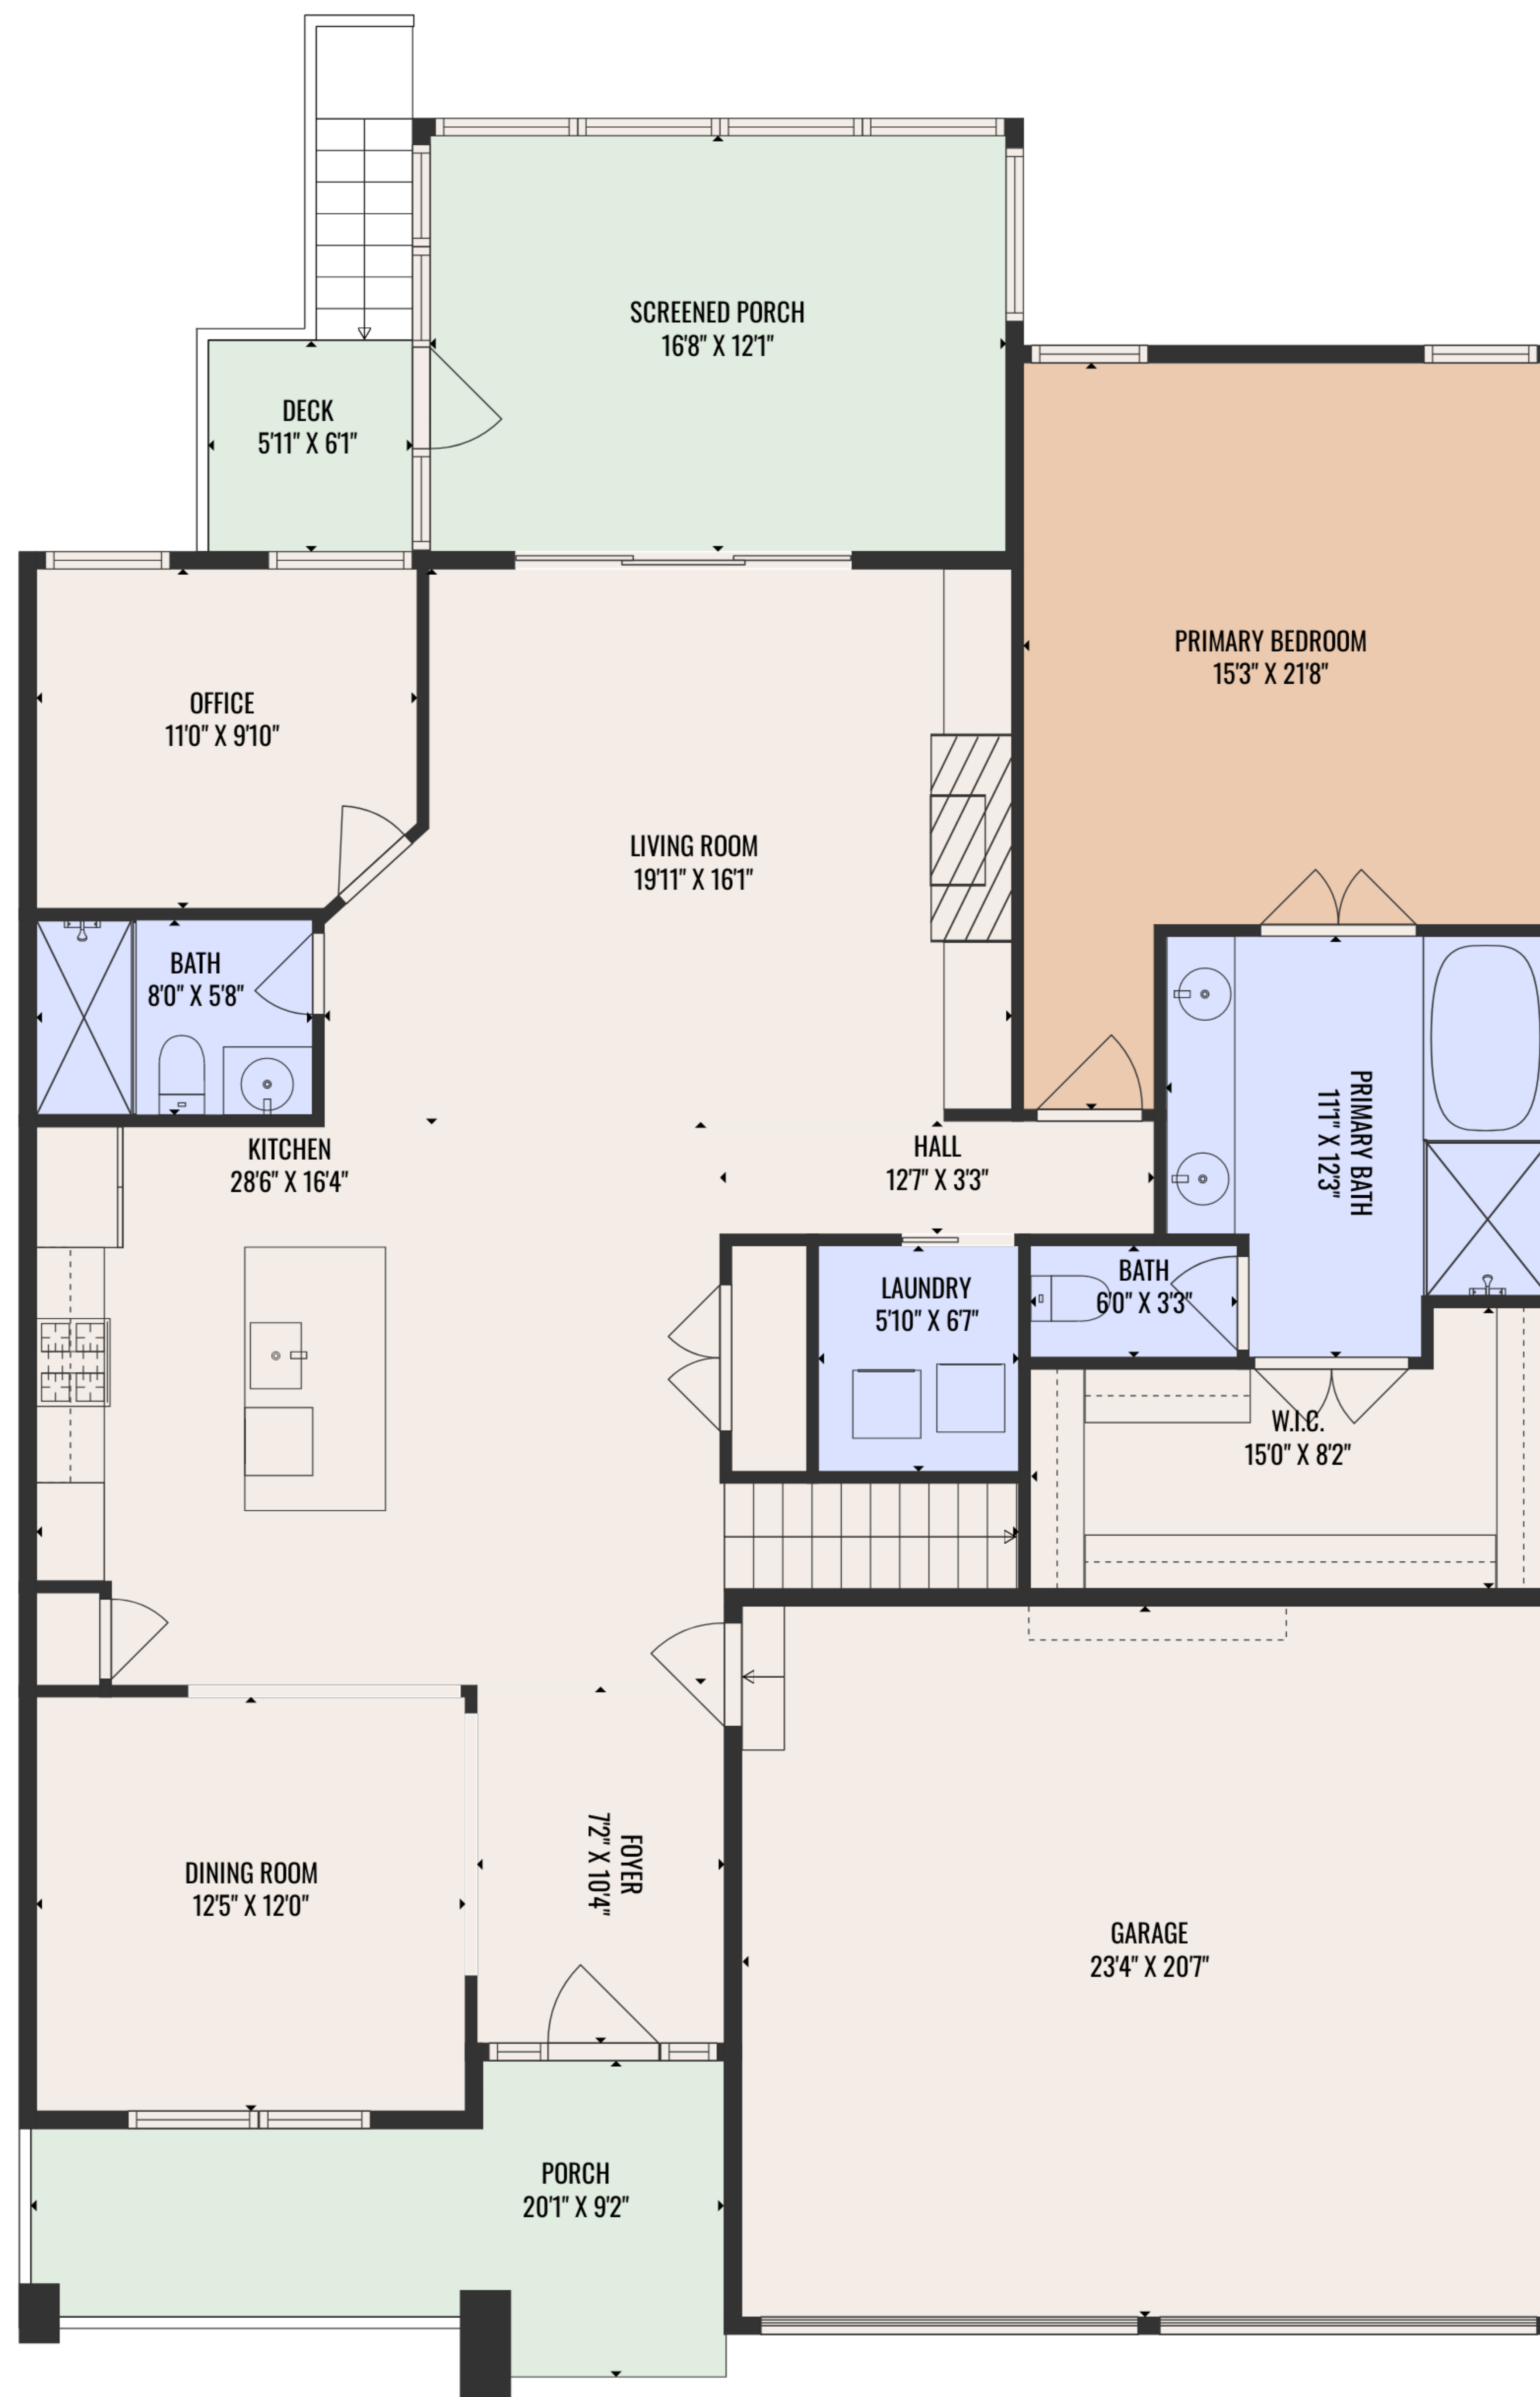 SCREENED PORCH
16'8" X 12'1"
DECK
5'11" X 6'1"
PRIMARY BEDROOM
15'3" X 21'8"
OFFICE
11'0" X 9'10"
LIVING ROOM
19'11" X 16'1"
BATH
8'0" X 5'8"
KITCHEN
28'6" X 16'4"
HALL
12'7" X 3'3"
PRIMARY BATH
11'1" X 12'3"
LAUNDRY
5'10" X 6'7"
BATH
6'0" X 3'3"
W.I.C.
15'0" X 8'2"
DINING ROOM
12'5" X 12'0"
FOYER
7'2" X 10'4"
GARAGE
23'4" X 20'7"
PORCH
20'1" X 9'2"